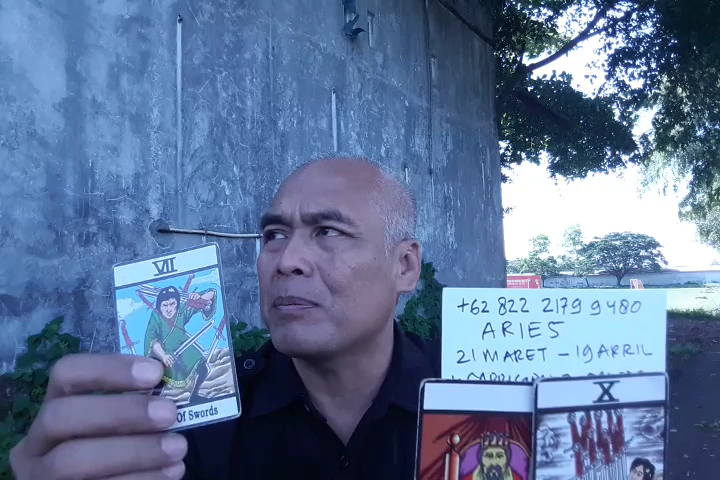 VII
Of Swords
+62 822 2179 9480
ARIES
21 MARET - 19 APRIL
X